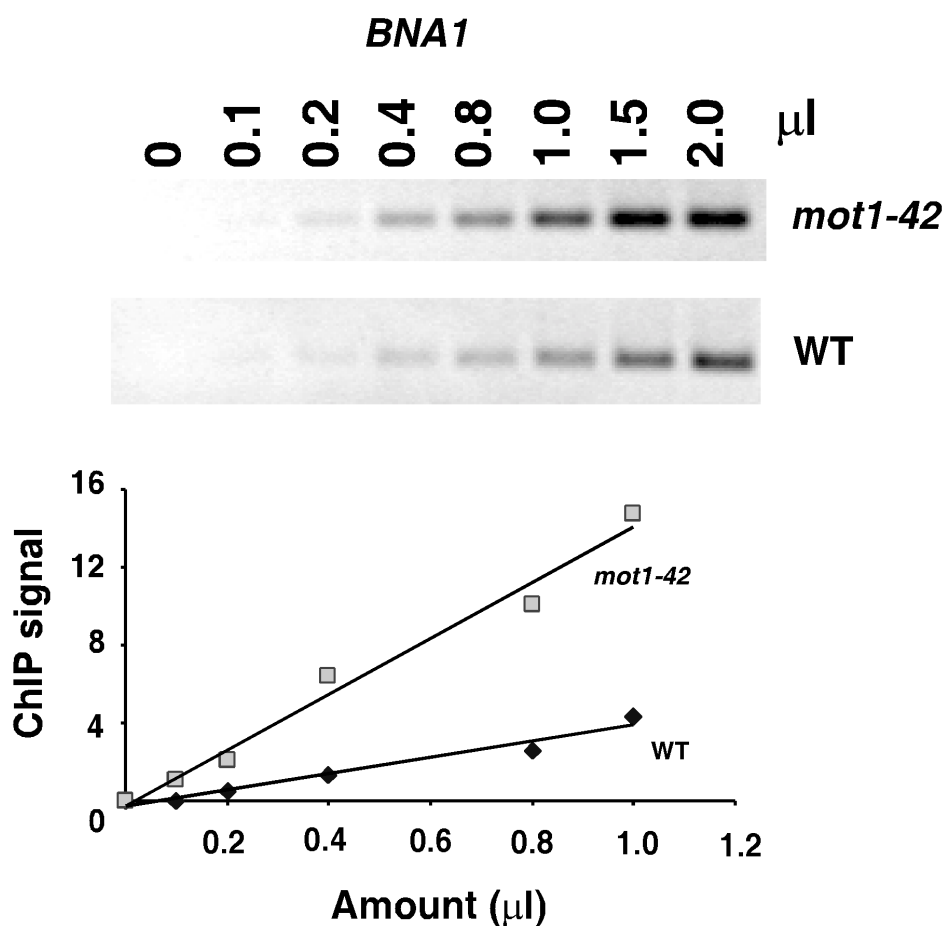 BNA1
0 0.1 0.2 0.4 0.8 1.0 1.5 2.0 μl
mot1-42
WT
16
12
8
4
0
ChIP signal
mot1-42
WT
0.2 0.4 0.6 0.8 1.0 1.2
Amount (μl)